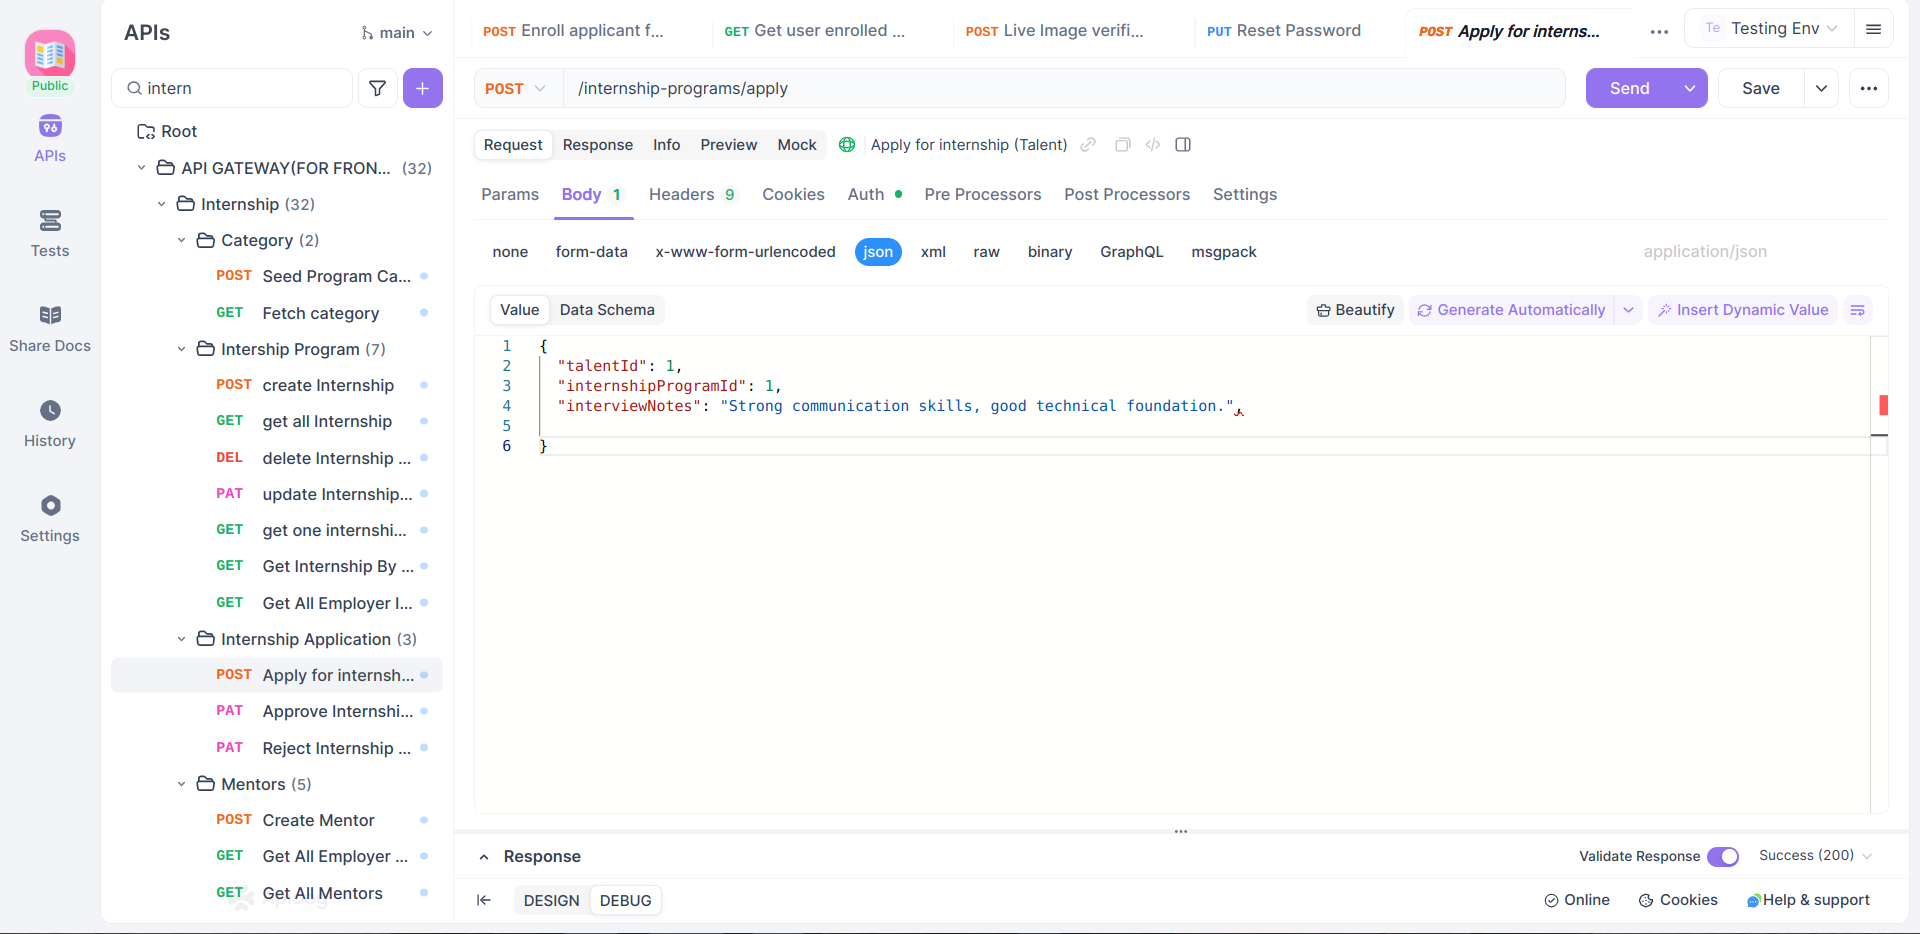 Public
APIs
Tests
Share Docs
History
Settings
APIs
main
intern
Root
API GATEWAY(FOR FRON... (32)
Internship (32)
Category (2)
POST Seed Program Ca...
GET Fetch category
Intership Program (7)
POST create Internship
GET get all Internship
DEL delete Internship ...
PAT update Internship...
GET get one internshi...
GET Get Internship By ...
GET Get All Employer I...
Internship Application (3)
POST Apply for internsh...
PAT Approve Internshi...
PAT Reject Internship ...
Mentors (5)
POST Create Mentor
GET Get All Employer ...
GET Get All Mentors
POST Enroll applicant f...
GET Get user enrolled ...
POST Live Image verifi...
PUT Reset Password
POST Apply for interns...
Te Testing Env
POST /internship-programs/apply
Send
Save
Request Response Info Preview Mock
Apply for internship (Talent)
Params Body 1 Headers 9 Cookies Auth Pre Processors Post Processors Settings
none form-data x-www-form-urlencoded json xml raw binary GraphQL msgpack
application/json
Value Data Schema
Beautify Generate Automatically Insert Dynamic Value
1 {
2 "talentId": 1,
3 "internshipProgramId": 1,
4 "interviewNotes": "Strong communication skills, good technical foundation.",
5
6 }
Response
Validate Response Success (200)
DESIGN DEBUG
Online Cookies Help & support